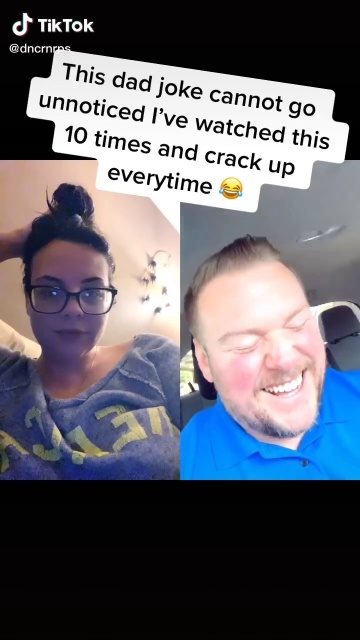 TikTok
@dncrnrps
This dad joke cannot go
unnoticed I've watched this
10 times and crack up
everytime 😂